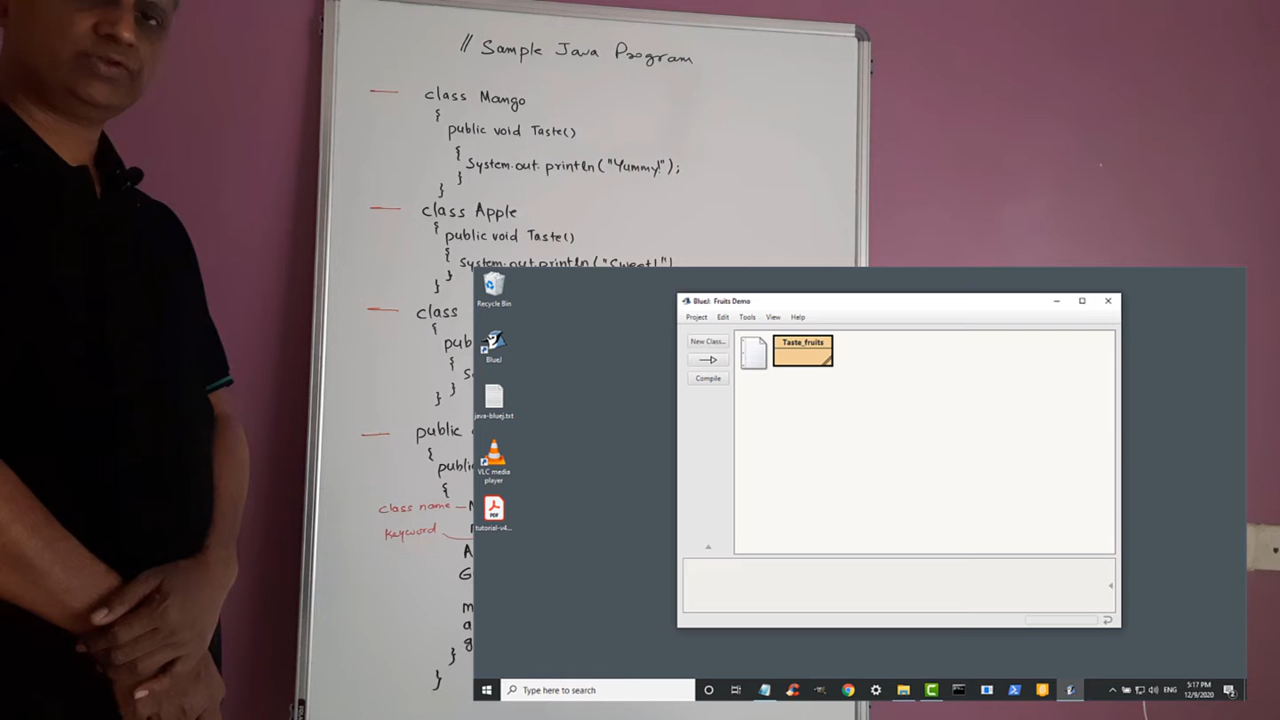 // Sample Java Program
class Mango
{
public void Taste()
{
System.out.println("Yummy!");
}
}
class Apple
{
public void Taste()
{
System.out.println("Sweet!")
}
}
class
{
{
}
}
public
{
{
class name
keyword
A
G
m
a
g
}
}
Recycle Bin
BlueJ
java-bluej.txt
VLC media
player
PDF
tutorial-v4...
BlueJ: Fruits Demo
Project Edit Tools View Help
New Class...
Compile
Taste_fruits
Type here to search
ENG
5:17 PM
12/9/2020
2